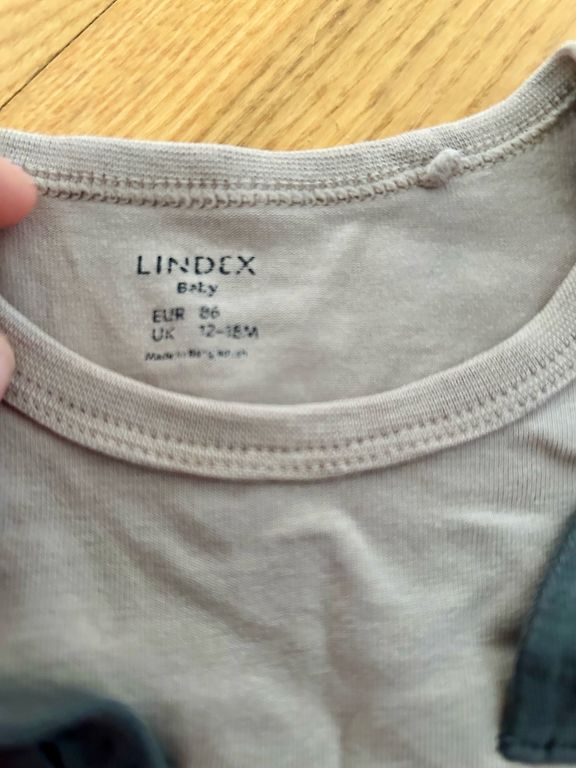 LINDEX
Baby
EUR 86
UK 12-18M
Made in Bangladesh